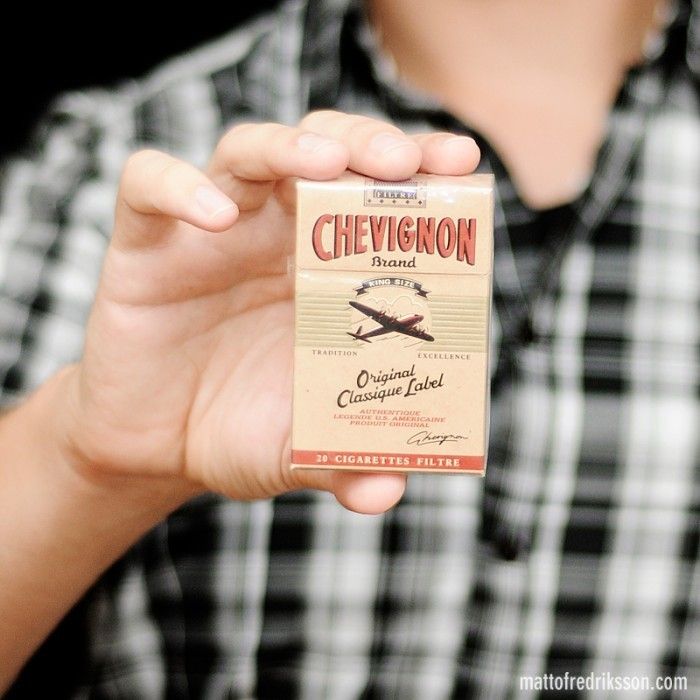 FILTRE
CHEVIGNON
Brand
KING SIZE
TRADITION EXCELLENCE
Original
Classique Label
AUTHENTIQUE
LEGENDE U.S. AMERICAINE
PRODUIT ORIGINAL
Chevignon
20 CIGARETTES FILTRE
mattofredriksson.com